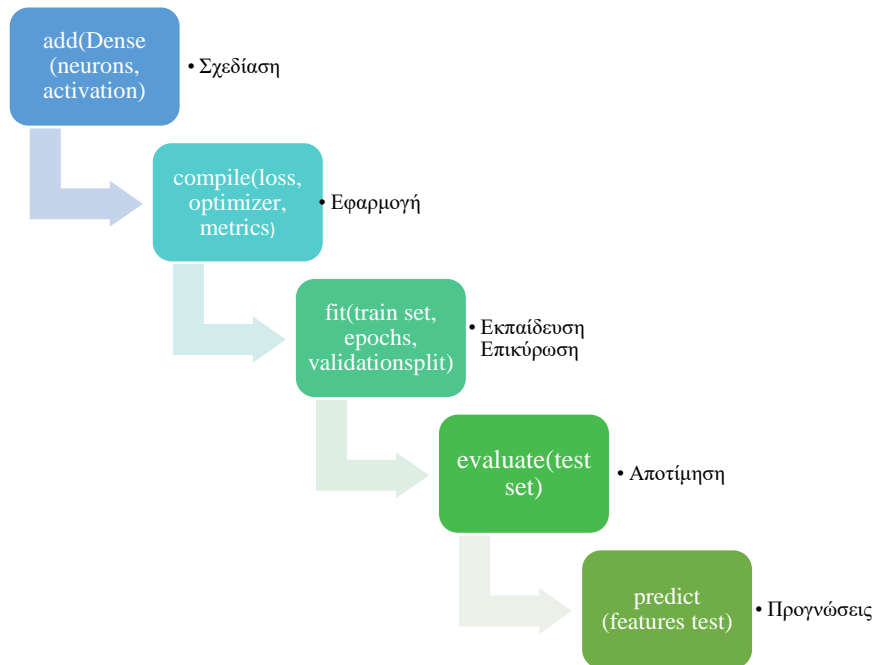 add(Dense
(neurons,
activation)
• Σχεδίαση
compile(loss,
optimizer,
metrics)
• Εφαρμογή
fit(train set,
epochs,
validationsplit)
• Εκπαίδευση
Επικύρωση
evaluate(test
set)
• Αποτίμηση
predict
(features test)
• Προγνώσεις